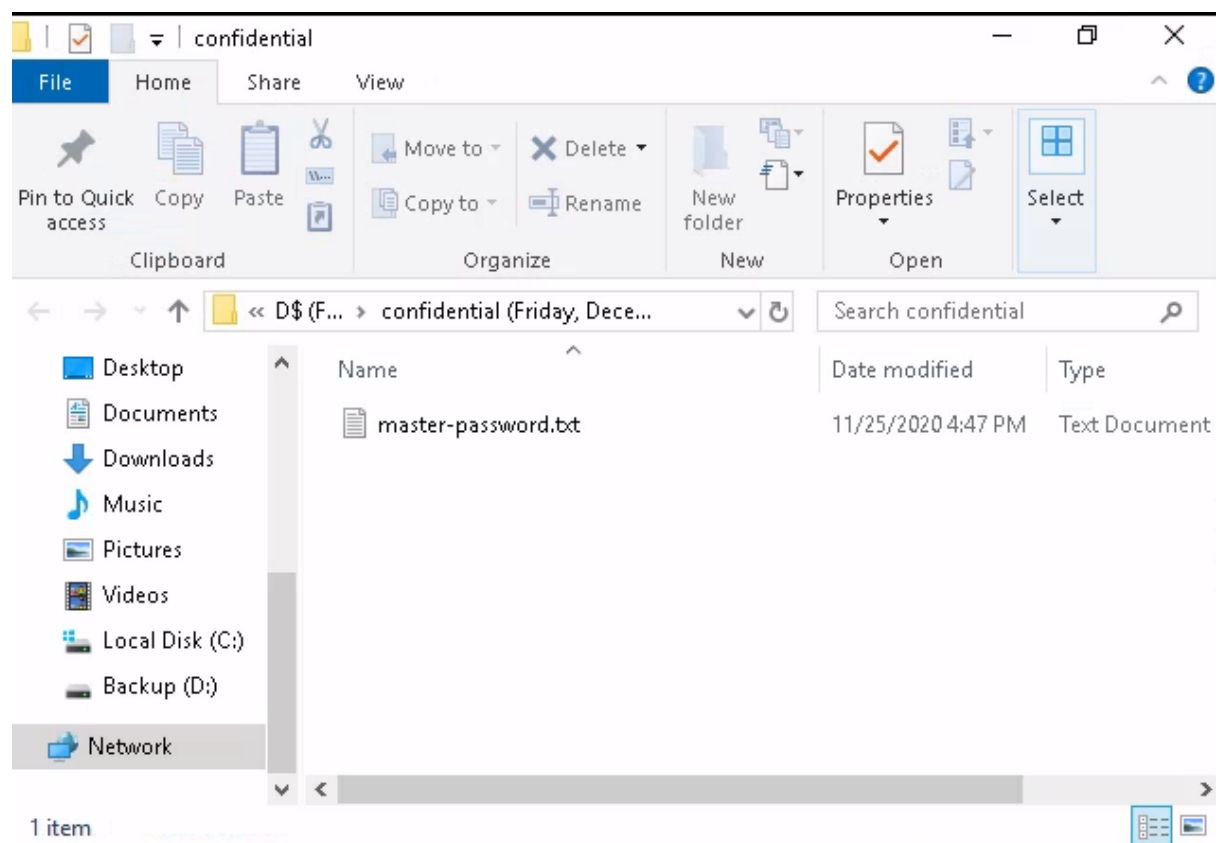 confidential
File Home Share View
Pin to Quick access
Copy
Paste
Move to
Copy to
Delete
Rename
New folder
Properties
Select
Clipboard Organize New Open
« D$ (F... › confidential (Friday, Dece...
Search confidential
Name Date modified Type
master-password.txt 11/25/2020 4:47 PM Text Document
Desktop
Documents
Downloads
Music
Pictures
Videos
Local Disk (C:)
Backup (D:)
Network
1 item